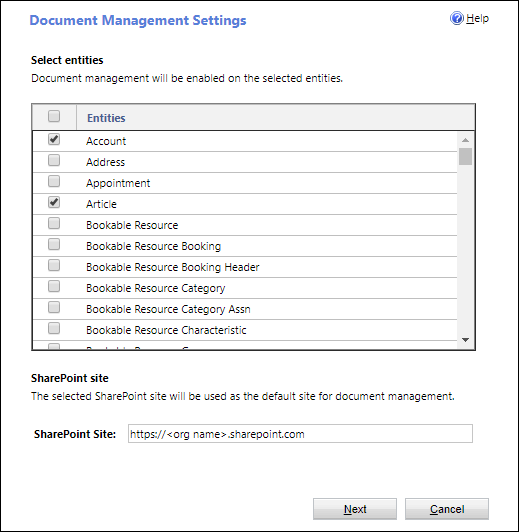 Document Management Settings
Help
Select entities
Document management will be enabled on the selected entities.
Entities
Account
Address
Appointment
Article
Bookable Resource
Bookable Resource Booking
Bookable Resource Booking Header
Bookable Resource Category
Bookable Resource Category Assn
Bookable Resource Characteristic
SharePoint site
The selected SharePoint site will be used as the default site for document management.
SharePoint Site: https://<org name>.sharepoint.com
Next Cancel